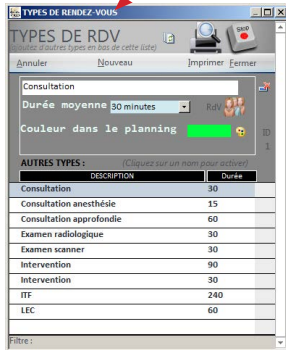 TYPES DE RENDEZ-VOUS
TYPES DE RDV
(Ajoutez d'autres types en bas de cette liste)
STOP
Annuler Nouveau Imprimer Fermer
Consultation
Durée moyenne 30 minutes RdV
Couleur dans le planning
ID
1
AUTRES TYPES : (Cliquez sur un nom pour activer)
DESCRIPTION Durée
Consultation 30
Consultation anesthésie 15
Consultation approfondie 60
Examen radiologique 30
Examen scanner 30
Intervention 90
Intervention 30
ITF 240
LEC 60
Filtre :